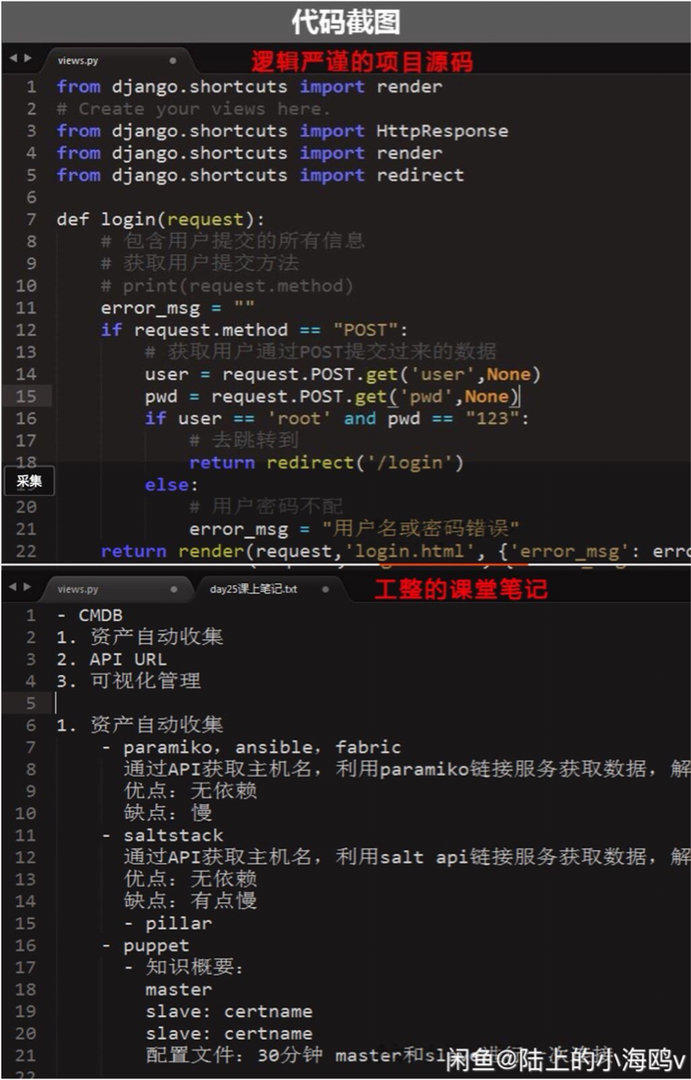 代码截图
views.py
逻辑严谨的项目源码
1 from django.shortcuts import render
2 # Create your views here.
3 from django.shortcuts import HttpResponse
4 from django.shortcuts import render
5 from django.shortcuts import redirect
6
7 def login(request):
8 # 包含用户提交的所有信息
9 # 获取用户提交方法
10 # print(request.method)
11 error_msg = ""
12 if request.method == "POST":
13 # 获取用户通过POST提交过来的数据
14 user = request.POST.get('user',None)
15 pwd = request.POST.get('pwd',None)
16 if user == 'root' and pwd == "123":
17 # 去跳转到
18 return redirect('/login')
采集
else:
20 # 用户密码不配
21 error_msg = "用户名或密码错误"
22 return render(request,'login.html', {'error_msg': erro
views.py
day25课上笔记.txt
工整的课堂笔记
1 - CMDB
2 1. 资产自动收集
3 2. API URL
4 3. 可视化管理
5
6 1. 资产自动收集
7 - paramiko, ansible, fabric
8 通过API获取主机名，利用paramiko链接服务获取数据，解
9 优点：无依赖
10 缺点：慢
11 - saltstack
12 通过API获取主机名，利用salt api链接服务获取数据，解
13 优点：无依赖
14 缺点：有点慢
15 - pillar
16 - puppet
17 - 知识概要：
18 master
19 slave: certname
20 slave: certname
21 配置文件：30分钟 master和
22
闲鱼@陆上的小海鸥v